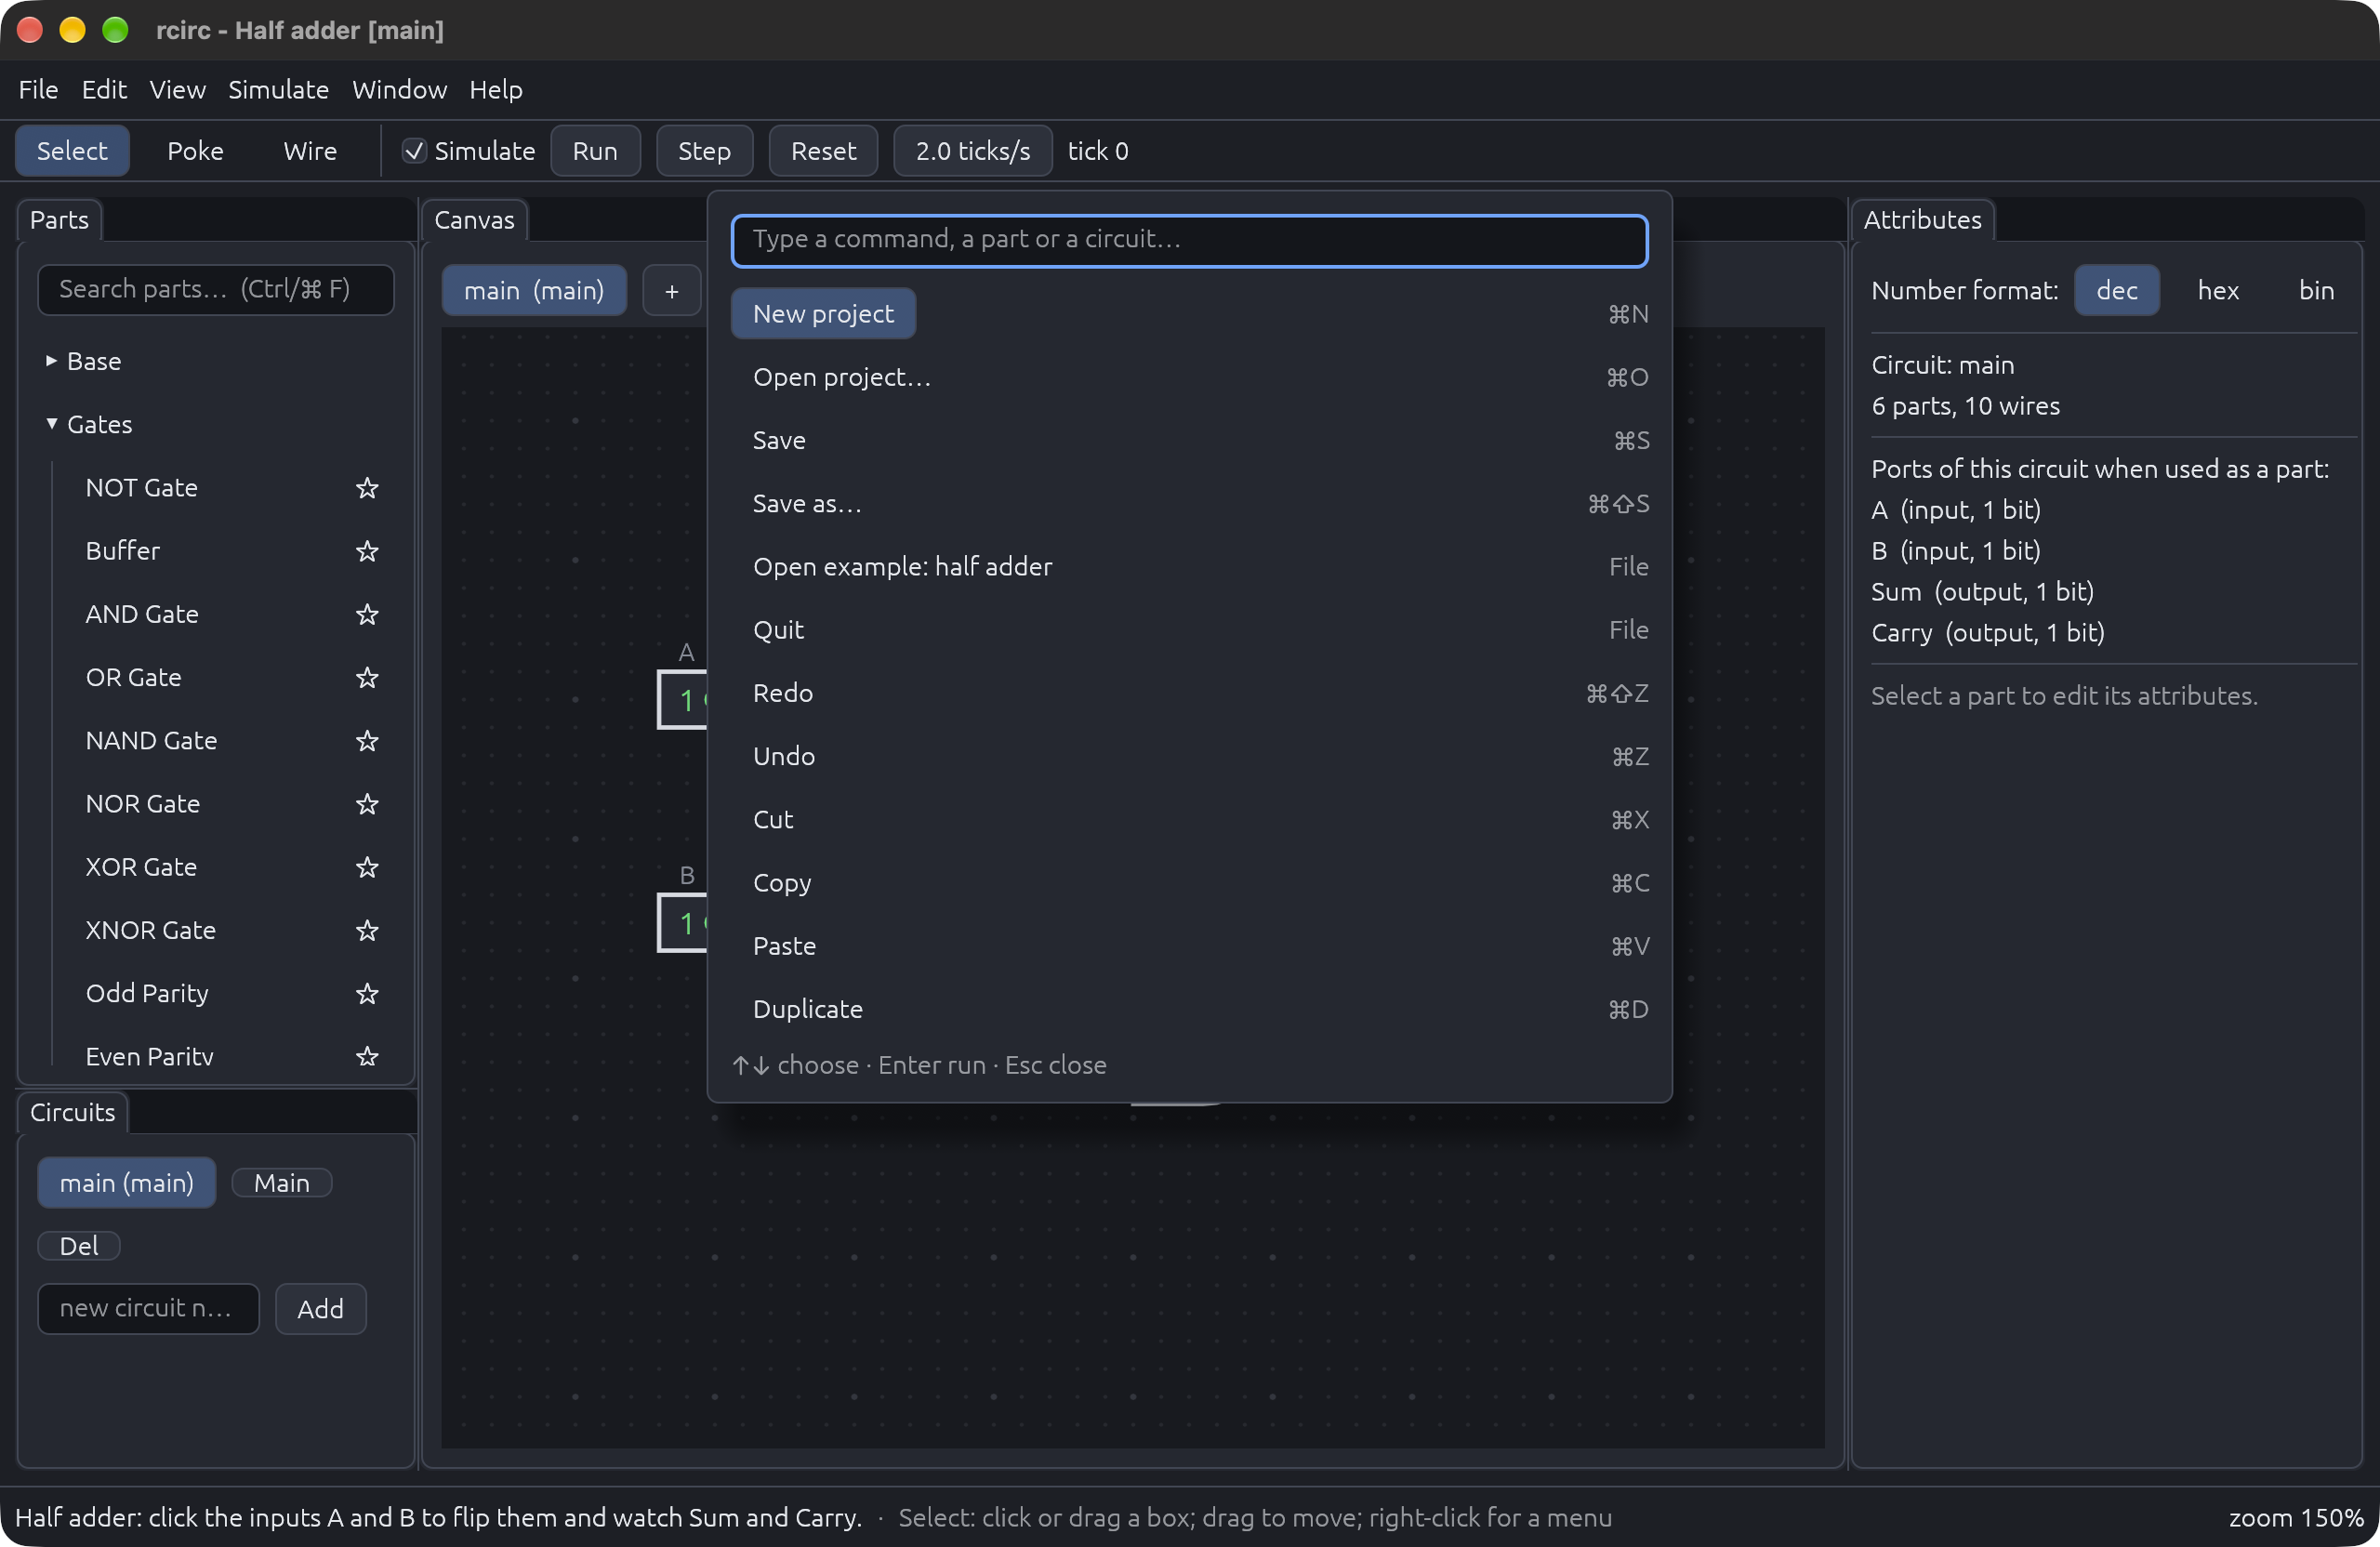 rcirc - Half adder [main]
File Edit View Simulate Window Help
Select Poke Wire Simulate Run Step Reset 2.0 ticks/s tick 0
Parts
Search parts… (Ctrl/⌘ F)
Base
Gates
NOT Gate
Buffer
AND Gate
OR Gate
NAND Gate
NOR Gate
XOR Gate
XNOR Gate
Odd Parity
Even Parity
Circuits
main (main) Main
Del
new circuit n… Add
Canvas
main (main) +
A
1
B
1
Type a command, a part or a circuit…
New project ⌘N
Open project… ⌘O
Save ⌘S
Save as… ⌘⇧S
Open example: half adder File
Quit File
Redo ⌘⇧Z
Undo ⌘Z
Cut ⌘X
Copy ⌘C
Paste ⌘V
Duplicate ⌘D
↑↓ choose · Enter run · Esc close
Attributes
Number format: dec hex bin
Circuit: main
6 parts, 10 wires
Ports of this circuit when used as a part:
A (input, 1 bit)
B (input, 1 bit)
Sum (output, 1 bit)
Carry (output, 1 bit)
Select a part to edit its attributes.
Half adder: click the inputs A and B to flip them and watch Sum and Carry. · Select: click or drag a box; drag to move; right-click for a menu zoom 150%